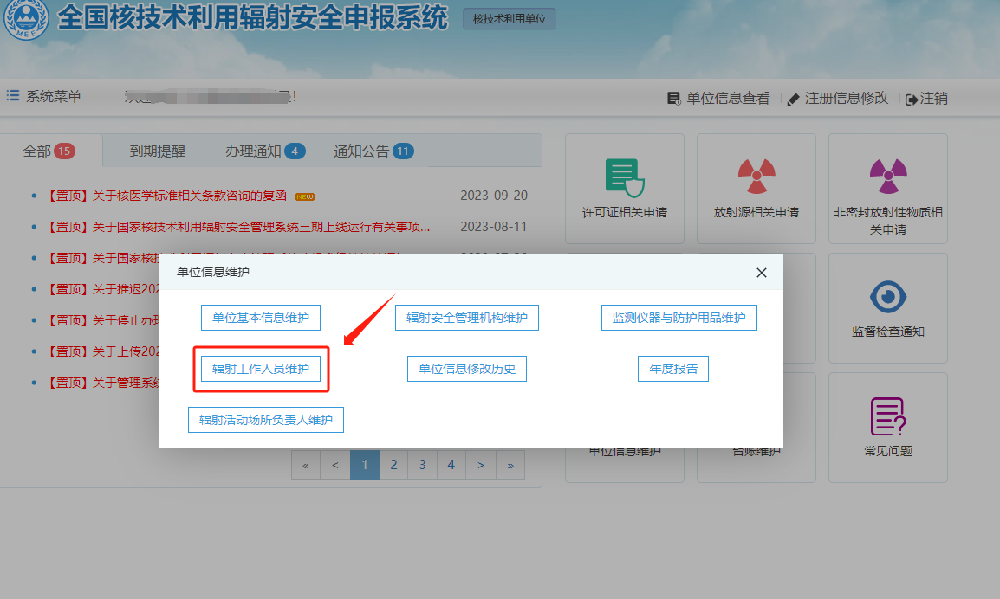 全国核技术利用辐射安全申报系统
核技术利用单位
MEE
系统菜单
!
单位信息查看
注册信息修改
注销
全部 15
到期提醒
办理通知 4
通知公告 11
【置顶】关于核医学标准相关条款咨询的复函 NEW 2023-09-20
【置顶】关于国家核技术利用辐射安全管理系统三期上线运行有关事项... 2023-08-11
【置顶】关于国家核技
【置顶】关于推迟202
【置顶】关于停止办理
【置顶】关于上传202
【置顶】关于管理系统
« < 1 2 3 4 > »
许可证相关申请
放射源相关申请
非密封放射性物质相
关申请
监督检查通知
单位信息维护
台账维护
常见问题
单位信息维护
单位基本信息维护
辐射安全管理机构维护
监测仪器与防护用品维护
辐射工作人员维护
单位信息修改历史
年度报告
辐射活动场所负责人维护